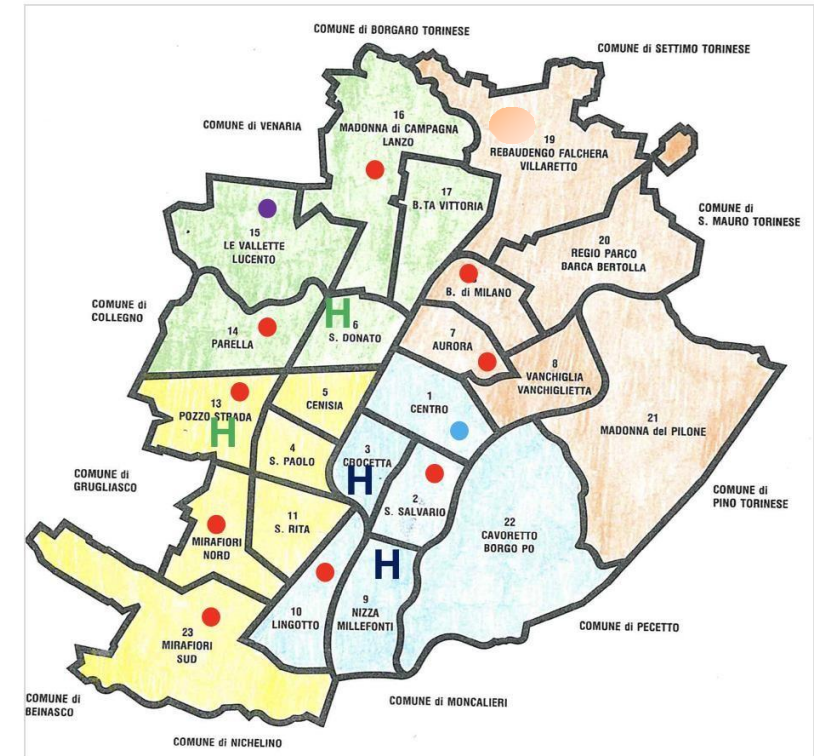 COMUNE di BORGARO TORINESE
COMUNE di SETTIMO TORINESE
COMUNE di VENARIA
16
MADONNA di CAMPAGNA
LANZO
19
REBAUDENGO FALCHERA
VILLARETTO
17
B.TA VITTORIA
COMUNE di
S. MAURO TORINESE
15
LE VALLETTE
LUCENTO
20
REGIO PARCO
BARCA BERTOLLA
B. di MILANO
COMUNE di
COLLEGNO
14
PARELLA
H
6
S. DONATO
7
AURORA
8
VANCHIGLIA
VANCHIGLIETTA
5
CENISIA
1
CENTRO
13
POZZO STRADA
H
21
MADONNA del PILONE
4
S. PAOLO
3
CROCETTA
H
2
S. SALVARIO
COMUNE di
GRUGLIASCO
COMUNE di
PINO TORINESE
11
S. RITA
MIRAFIORI
NORD
22
CAVORETTO
BORGO PO
H
10
LINGOTTO
9
NIZZA
MILLEFONTI
23
MIRAFIORI
SUD
COMUNE di PECETTO
COMUNE di
BEINASCO
COMUNE di MONCALIERI
COMUNE di NICHELINO